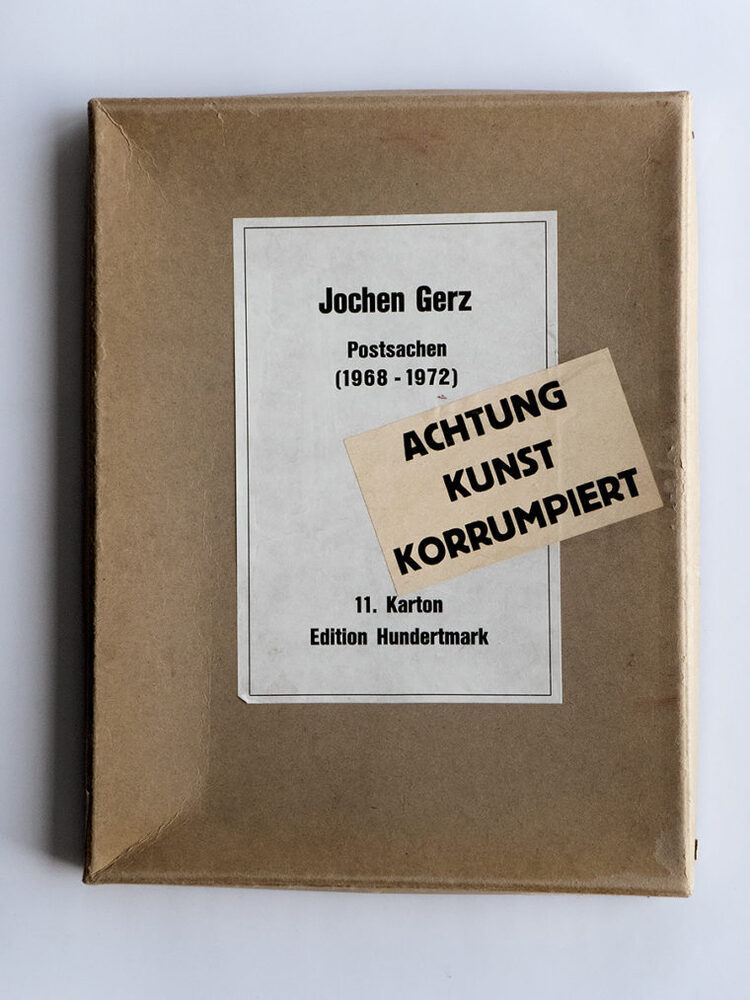 Jochen Gerz
Postsachen
(1968 - 1972)
ACHTUNG
KUNST
KORRUMPIERT
11. Karton
Edition Hundertmark